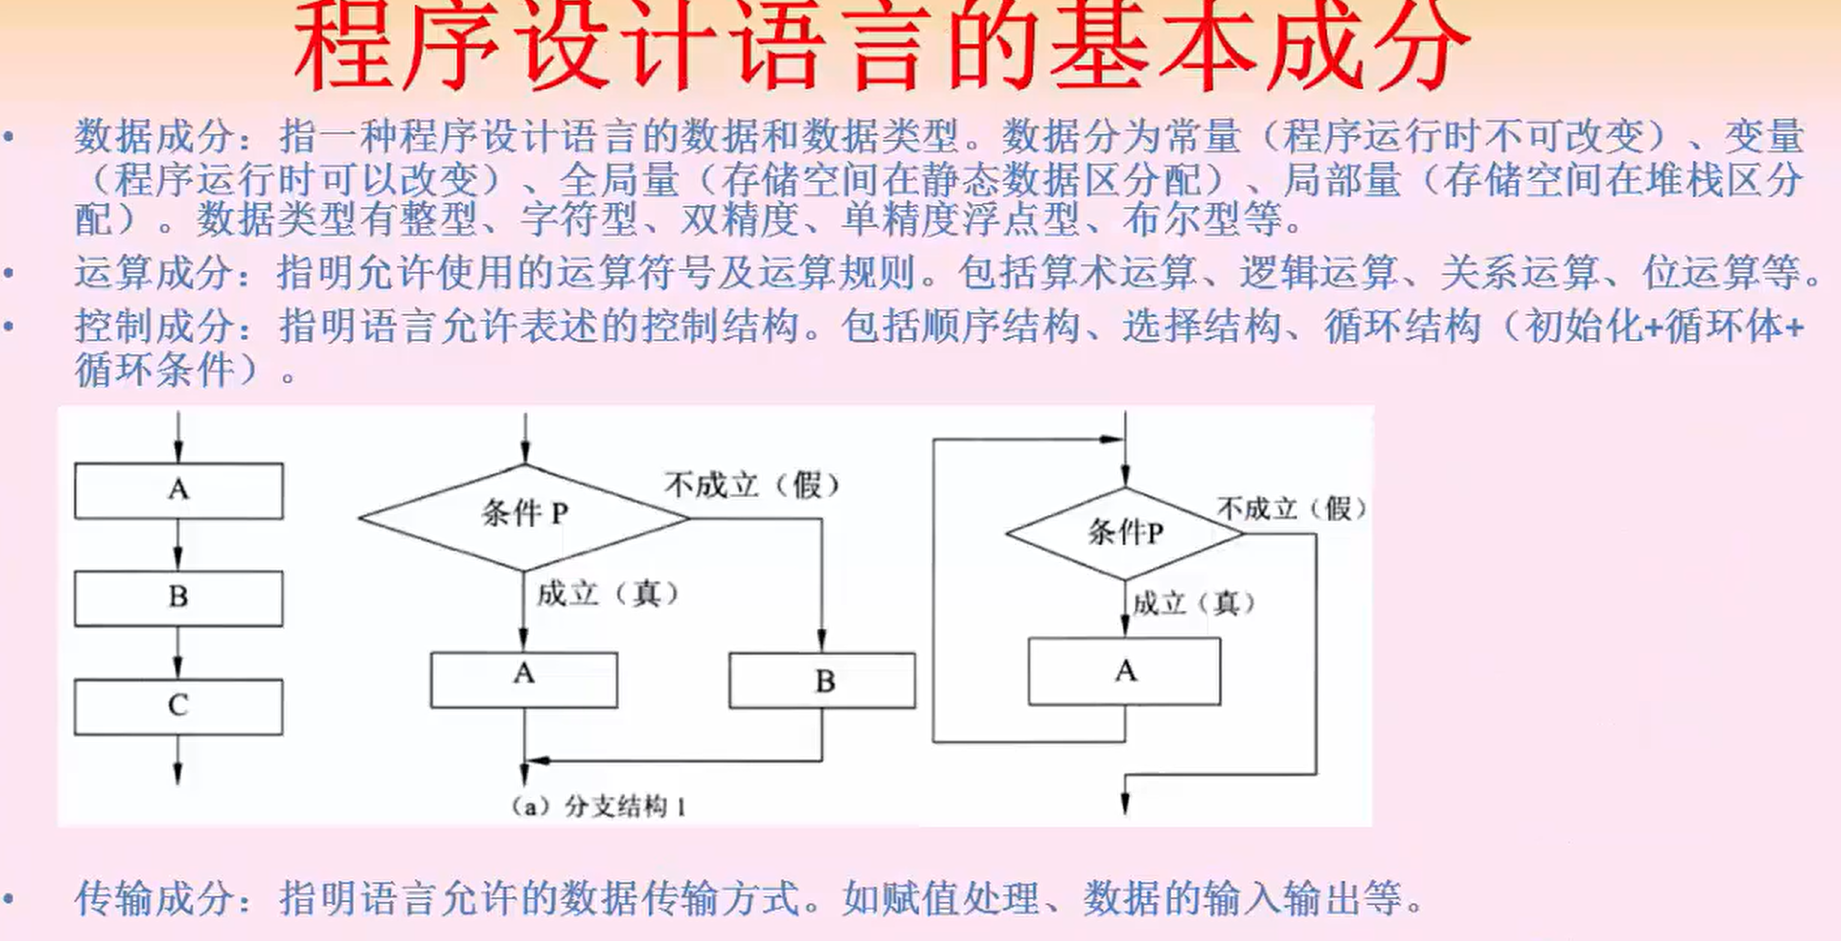 程序设计语言的基本成分
• 数据成分：指一种程序设计语言的数据和数据类型。数据分为常量（程序运行时不可改变）、变量
（程序运行时可以改变）、全局量（存储空间在静态数据区分配）、局部量（存储空间在堆栈区分
配）。数据类型有整型、字符型、双精度、单精度浮点型、布尔型等。
• 运算成分：指明允许使用的运算符号及运算规则。包括算术运算、逻辑运算、关系运算、位运算等。
• 控制成分：指明语言允许表述的控制结构。包括顺序结构、选择结构、循环结构（初始化+循环体+
循环条件）。
A
B
C
条件 P
不成立（假）
成立（真）
A
B
（a）分支结构 1
条件P
不成立（假）
成立（真）
A
• 传输成分：指明语言允许的数据传输方式。如赋值处理、数据的输入输出等。